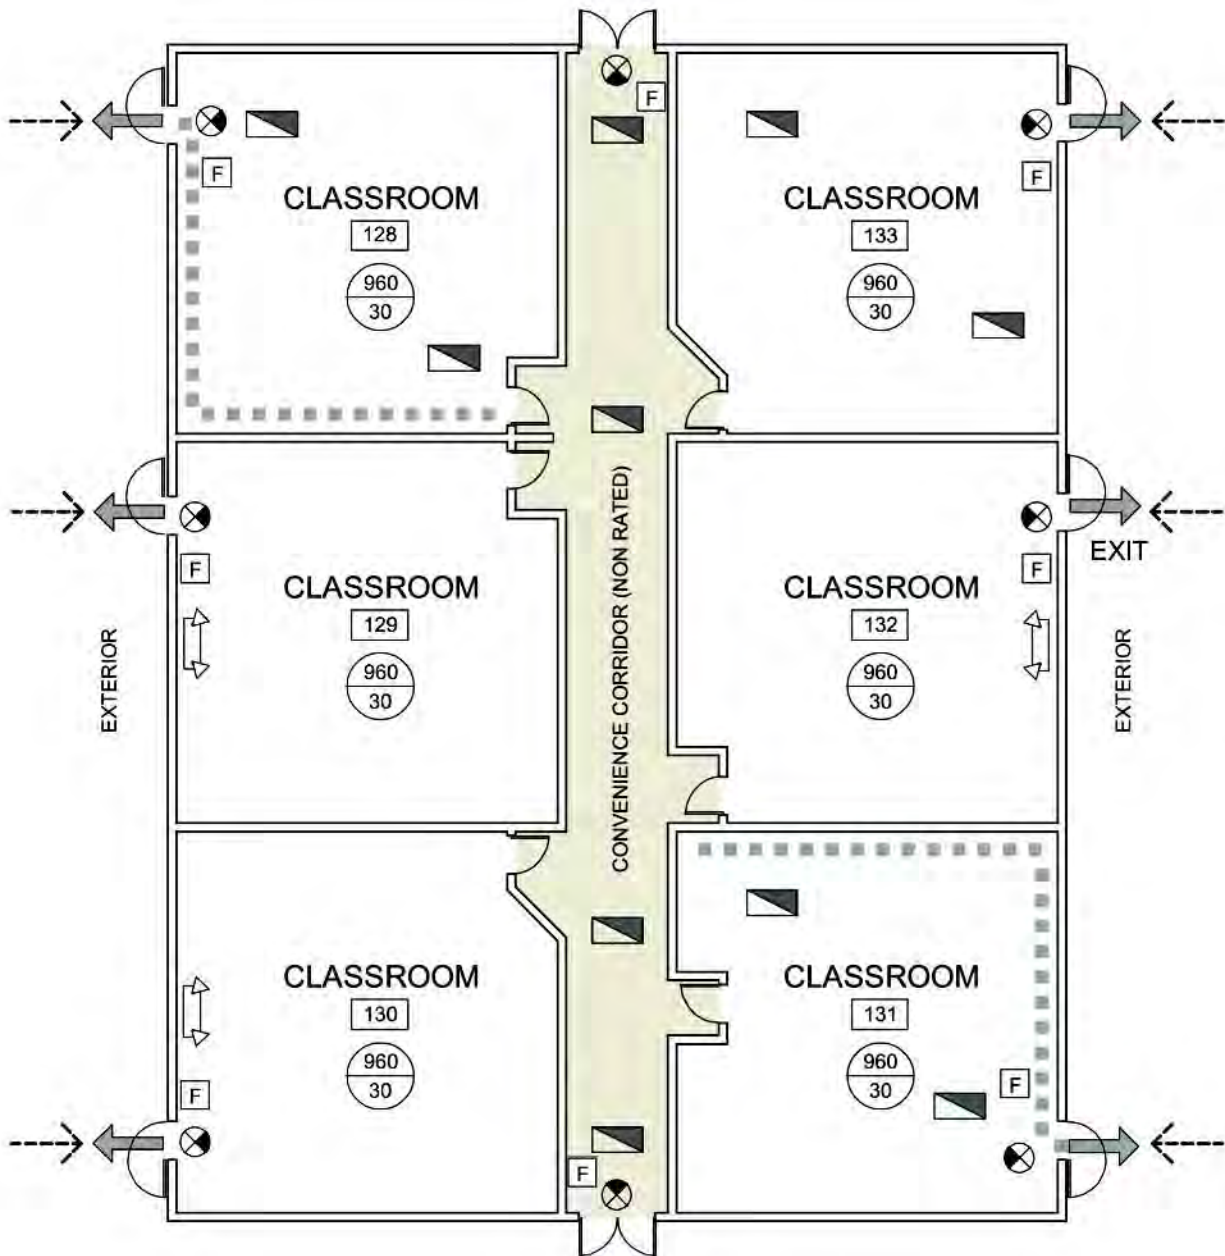 F
F
F
CLASSROOM
128
960
30
CLASSROOM
133
960
30
F
F
EXIT
CLASSROOM
129
960
30
CLASSROOM
132
960
30
EXTERIOR
CONVENIENCE CORRIDOR (NON RATED)
EXTERIOR
CLASSROOM
130
960
30
CLASSROOM
131
960
30
F
F
F